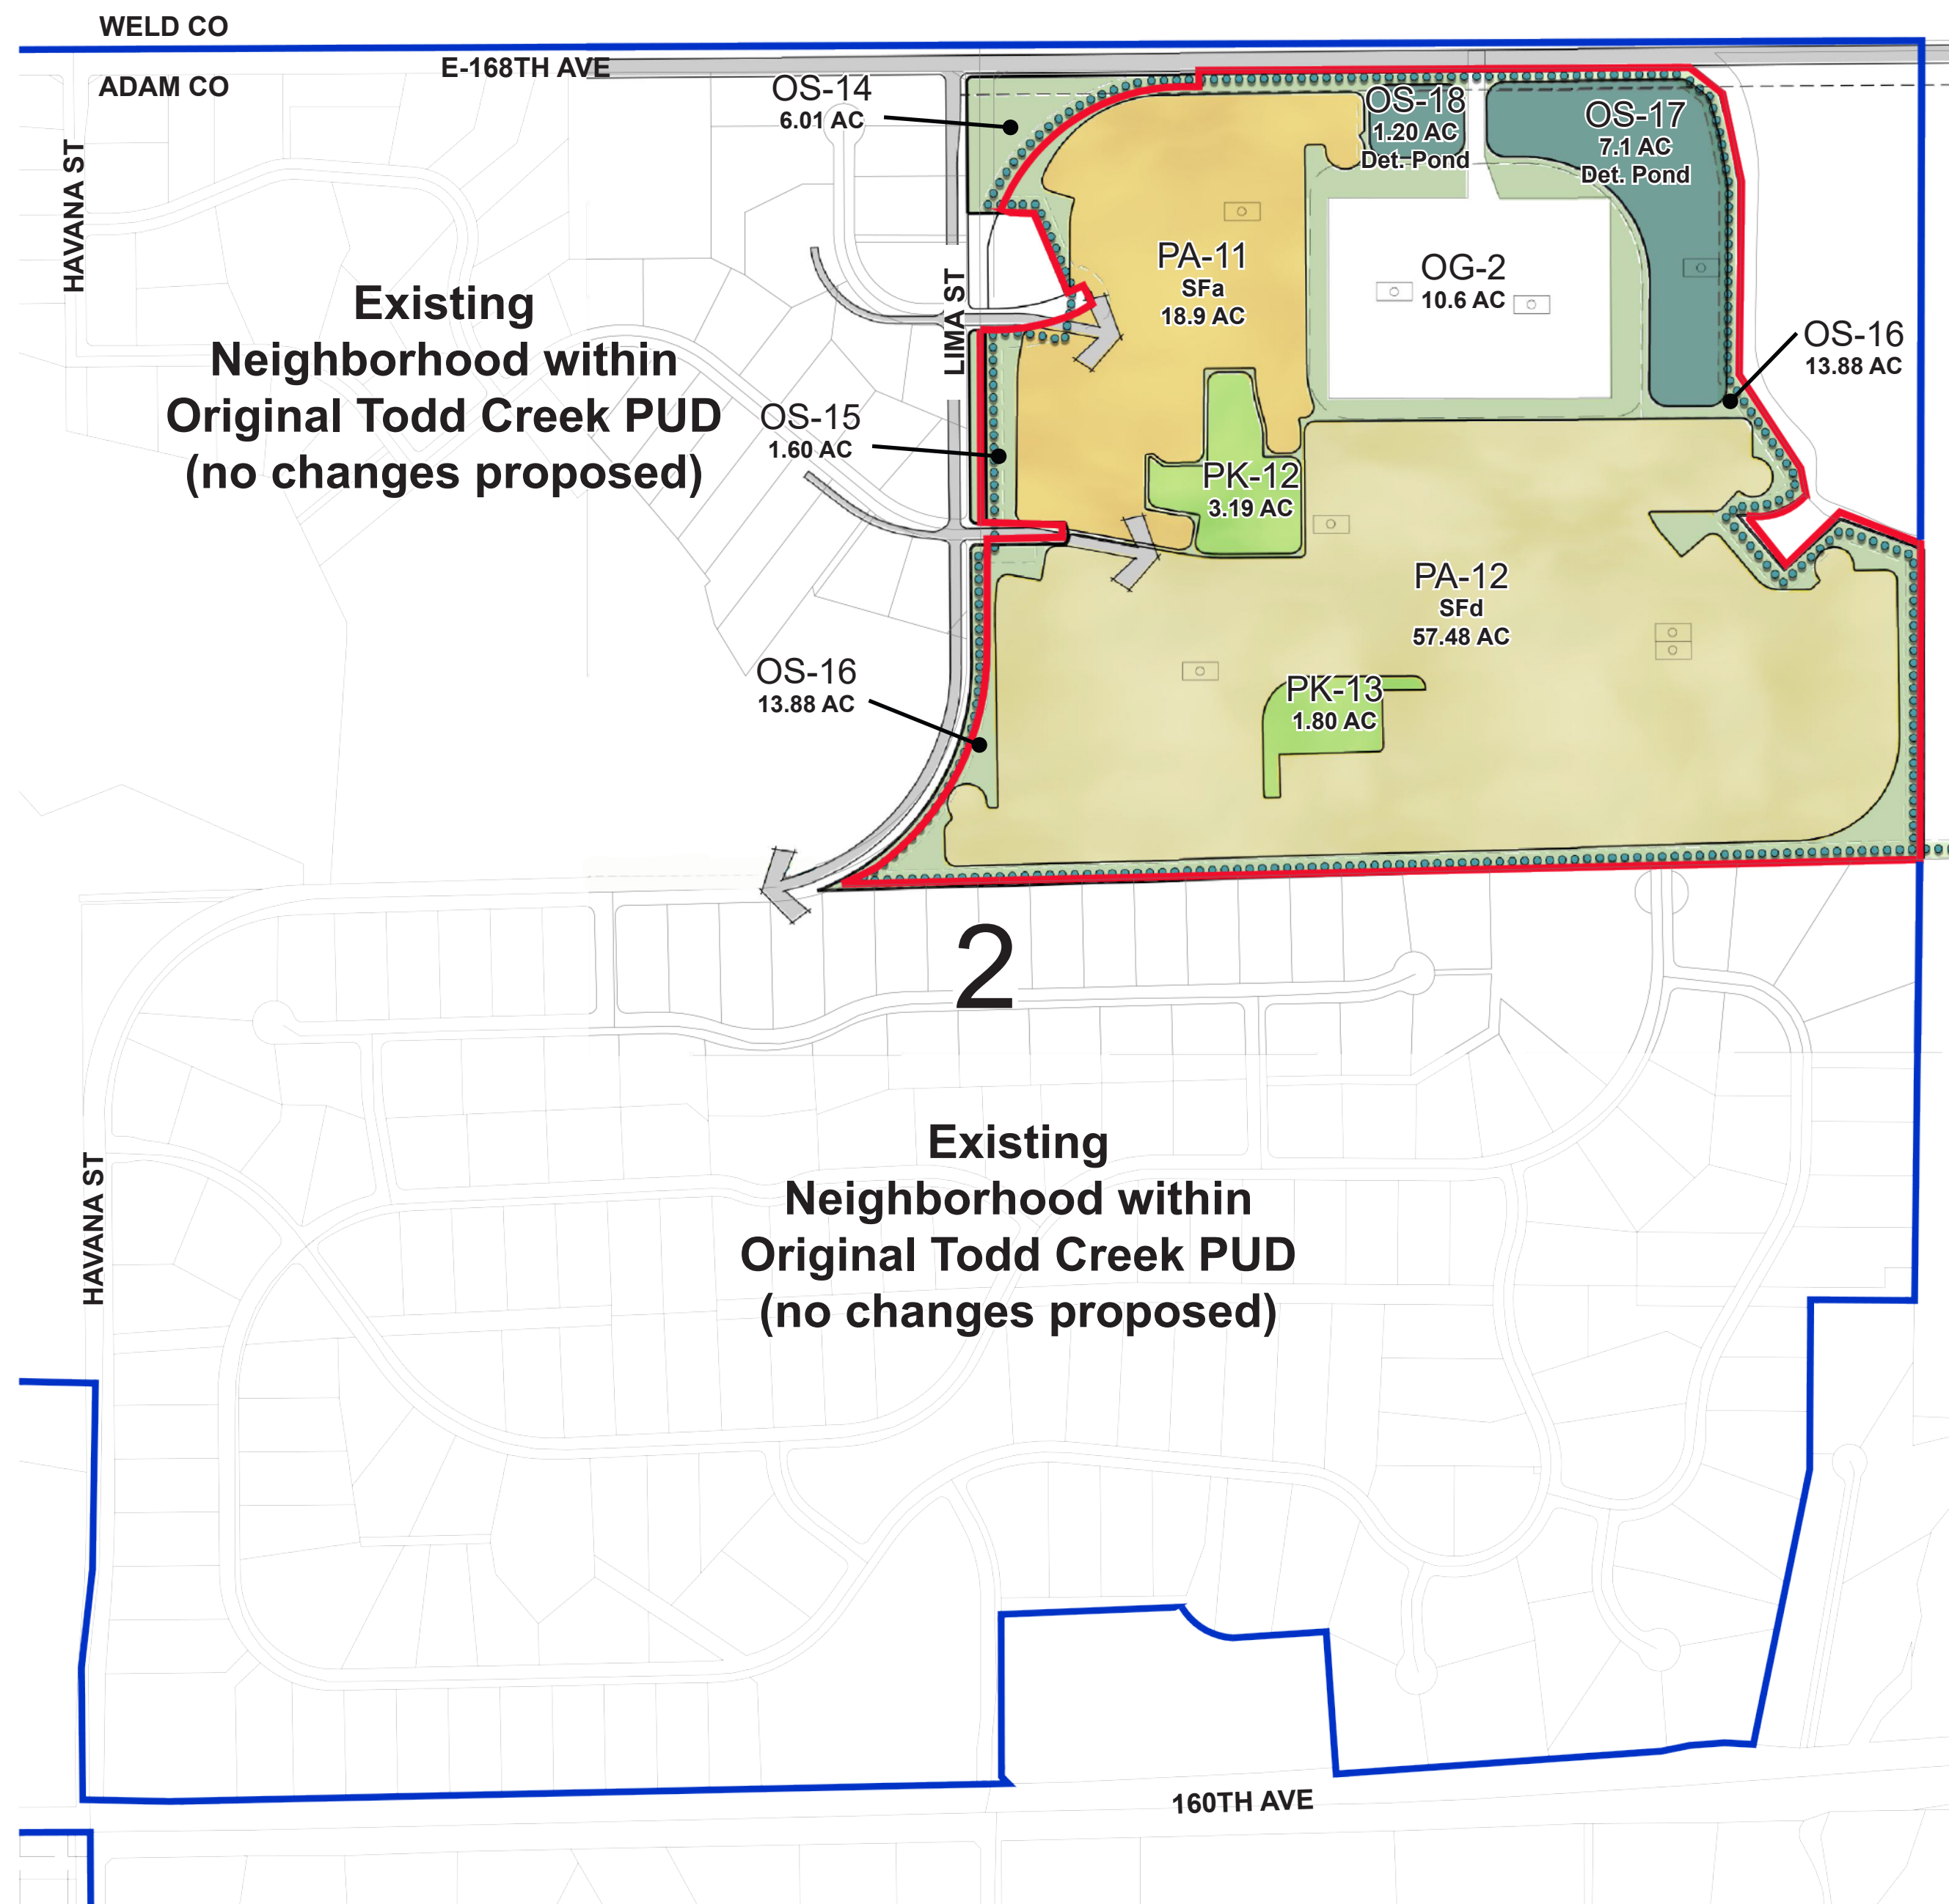 WELD CO
E-168TH AVE
ADAM CO
OS-14
6.01 AC
OS-18
1.20 AC
Det. Pond
OS-17
7.1 AC
Det. Pond
HAVANA ST
PA-11
SFa
18.9 AC
OG-2
10.6 AC
LIMA ST
Existing
Neighborhood within
Original Todd Creek PUD
(no changes proposed)
OS-16
13.88 AC
OS-15
1.60 AC
PK-12
3.19 AC
PA-12
SFd
57.48 AC
OS-16
13.88 AC
PK-13
1.80 AC
2
Existing
Neighborhood within
Original Todd Creek PUD
(no changes proposed)
HAVANA ST
160TH AVE